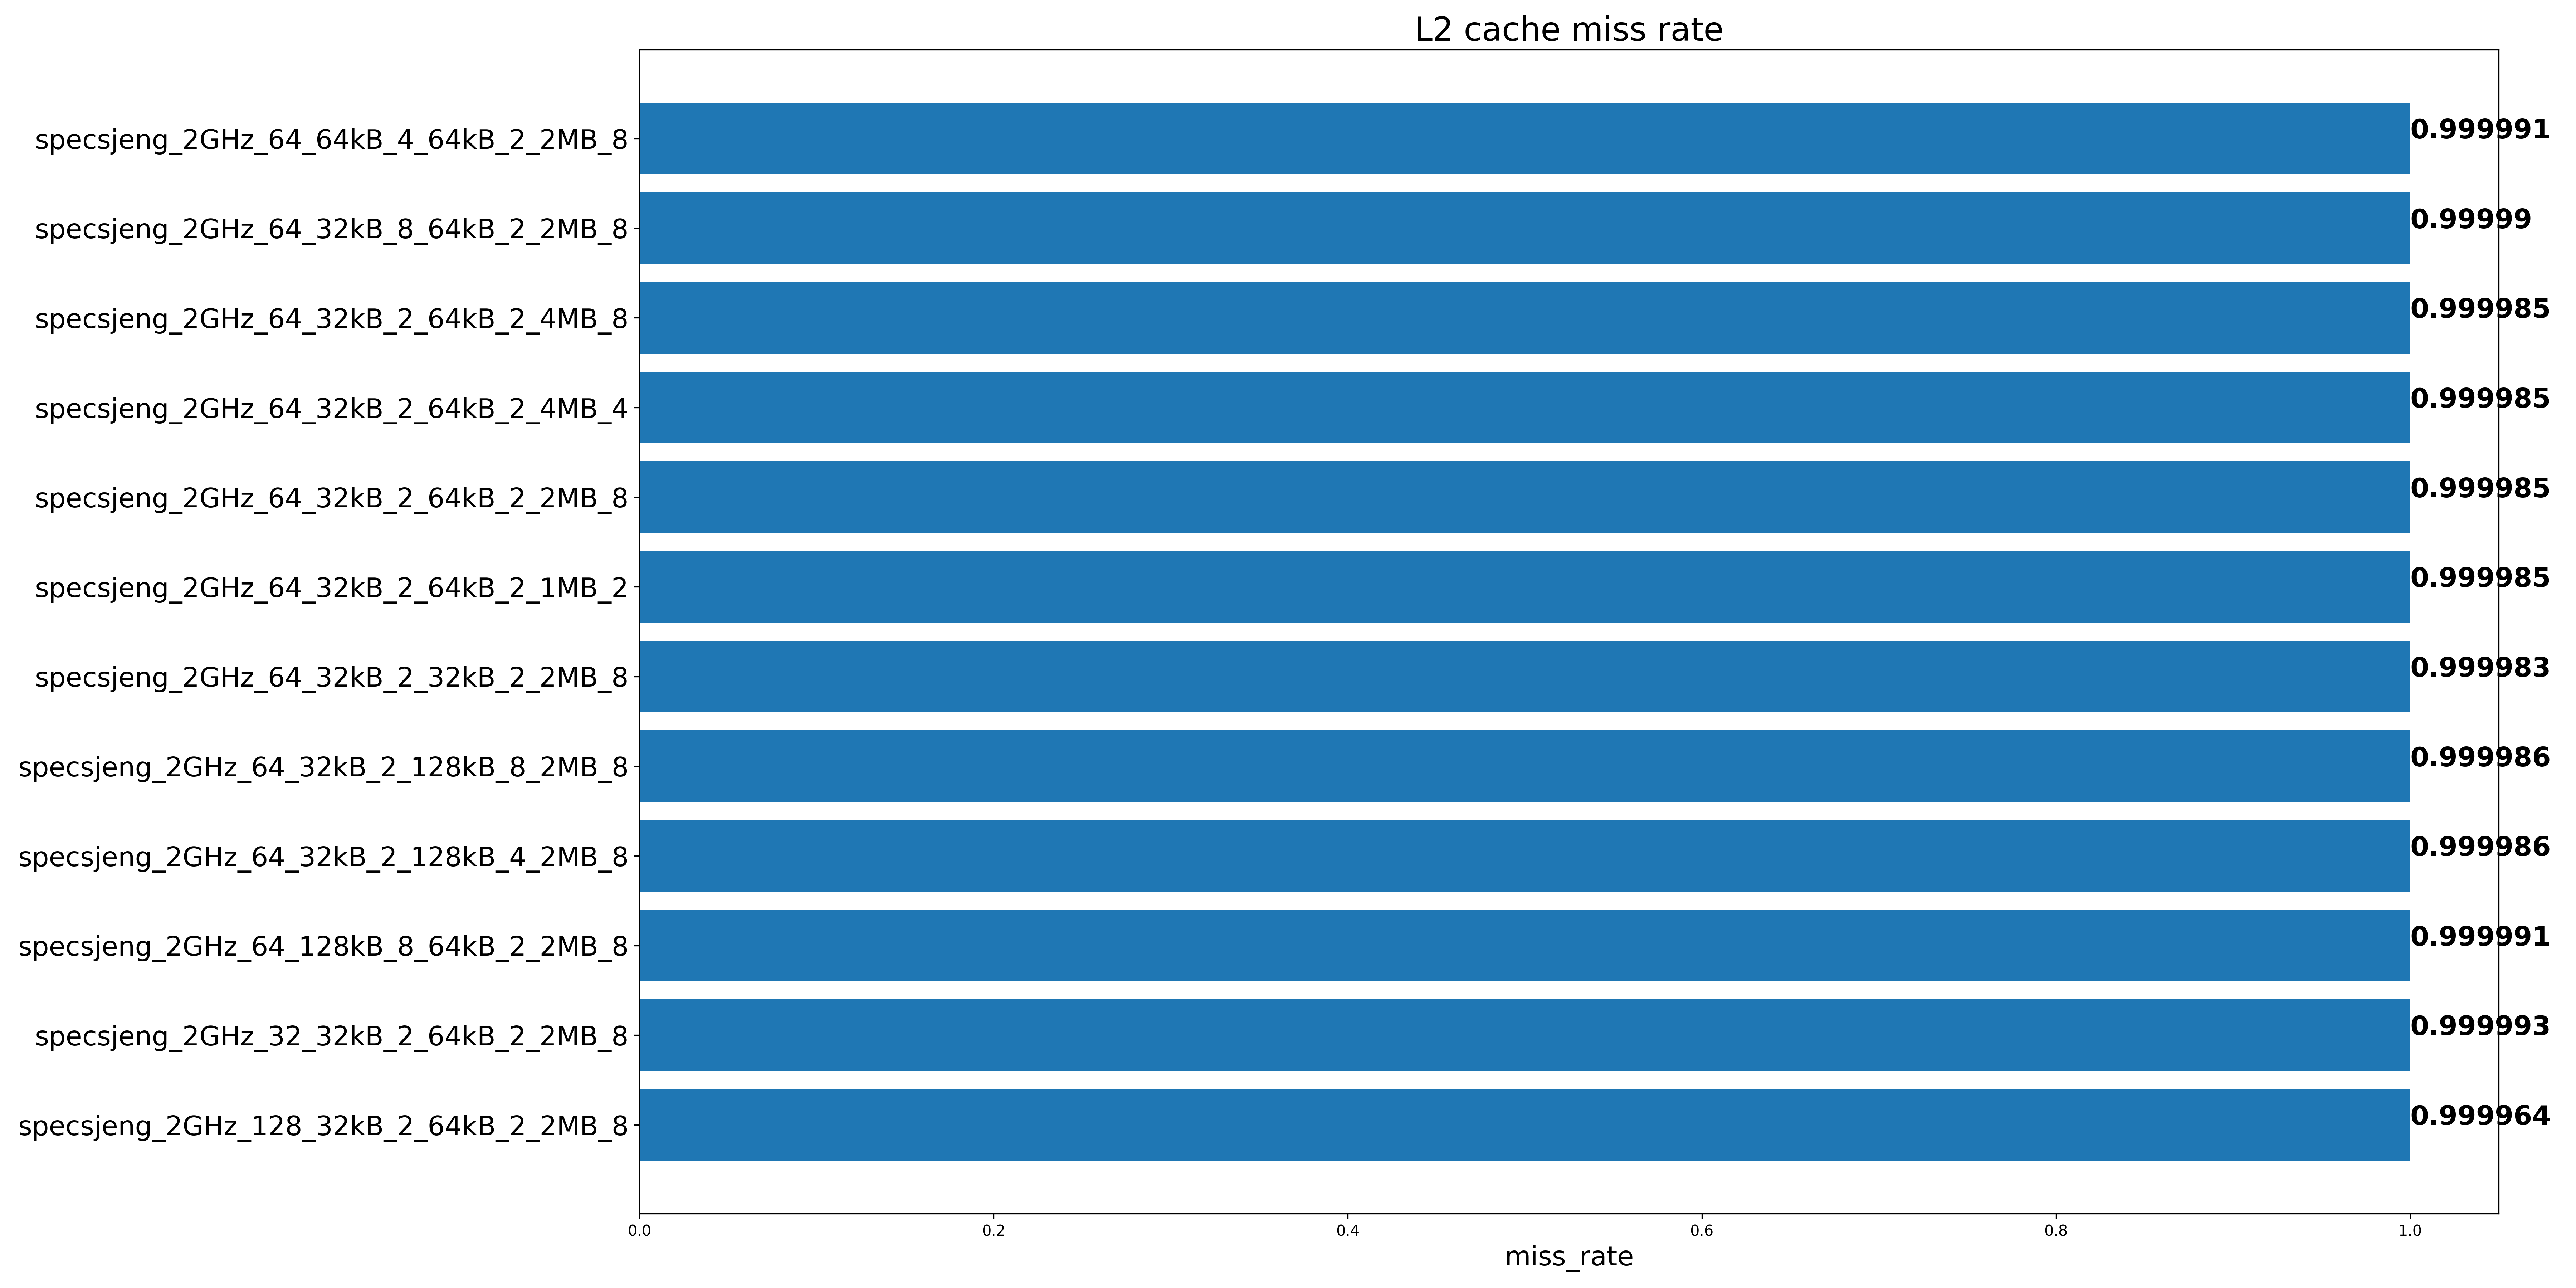 L2 cache miss rate
specsjeng_2GHz_64_64kB_4_64kB_2_2MB_8 0.999991
specsjeng_2GHz_64_32kB_8_64kB_2_2MB_8 0.99999
specsjeng_2GHz_64_32kB_2_64kB_2_4MB_8 0.999985
specsjeng_2GHz_64_32kB_2_64kB_2_4MB_4 0.999985
specsjeng_2GHz_64_32kB_2_64kB_2_2MB_8 0.999985
specsjeng_2GHz_64_32kB_2_64kB_2_1MB_2 0.999985
specsjeng_2GHz_64_32kB_2_32kB_2_2MB_8 0.999983
specsjeng_2GHz_64_32kB_2_128kB_8_2MB_8 0.999986
specsjeng_2GHz_64_32kB_2_128kB_4_2MB_8 0.999986
specsjeng_2GHz_64_128kB_8_64kB_2_2MB_8 0.999991
specsjeng_2GHz_32_32kB_2_64kB_2_2MB_8 0.999993
specsjeng_2GHz_128_32kB_2_64kB_2_2MB_8 0.999964
0.0 0.2 0.4 0.6 0.8 1.0
miss_rate